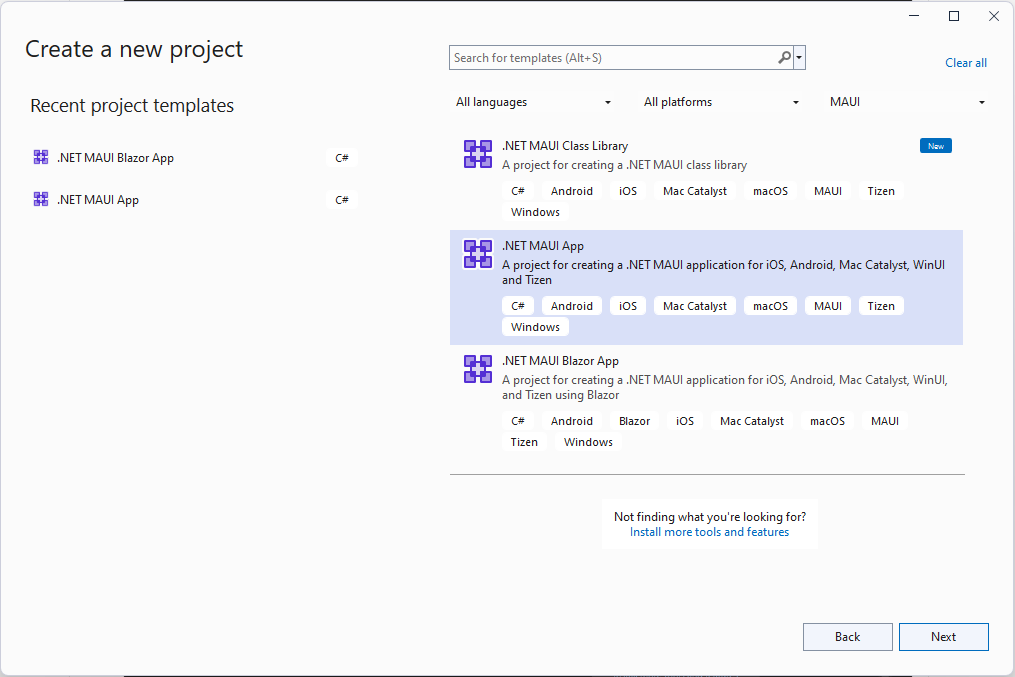 Create a new project
Search for templates (Alt+S)
Clear all
Recent project templates
.NET MAUI Blazor App C#
.NET MAUI App C#
All languages All platforms MAUI
.NET MAUI Class Library New
A project for creating a .NET MAUI class library
C# Android iOS Mac Catalyst macOS MAUI Tizen
Windows
.NET MAUI App
A project for creating a .NET MAUI application for iOS, Android, Mac Catalyst, WinUI
and Tizen
C# Android iOS Mac Catalyst macOS MAUI Tizen
Windows
.NET MAUI Blazor App
A project for creating a .NET MAUI application for iOS, Android, Mac Catalyst, WinUI,
and Tizen using Blazor
C# Android Blazor iOS Mac Catalyst macOS MAUI
Tizen Windows
Not finding what you're looking for?
Install more tools and features
Back Next